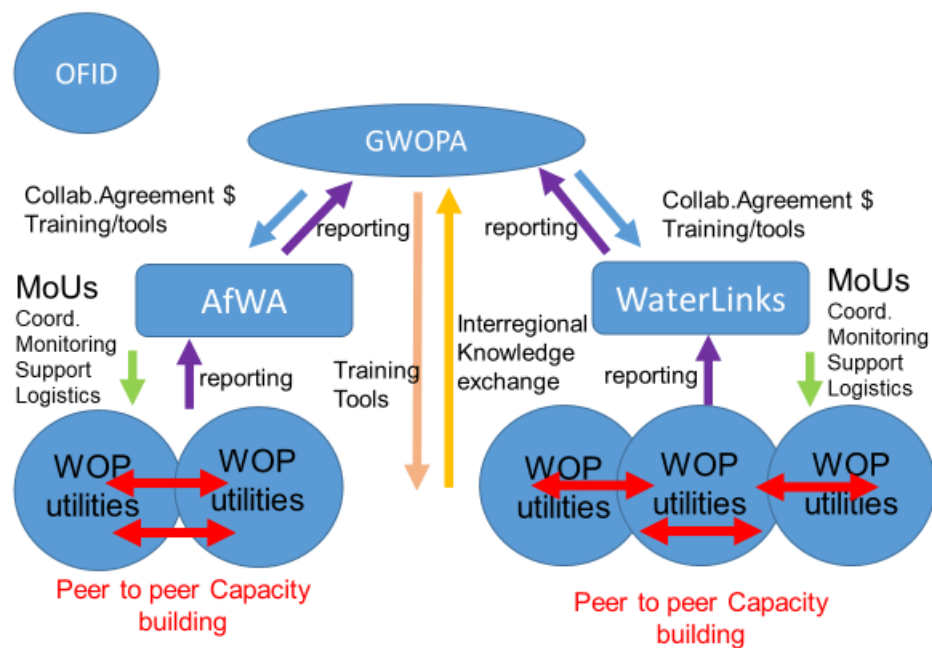 OFID
GWOPA
Collab.Agreement $
Training/tools
reporting
reporting
Collab.Agreement $
Training/tools
MoUs
Coord.
Monitoring
Support
Logistics
AfWA
reporting
Training
Tools
Interregional
Knowledge
exchange
WaterLinks
reporting
MoUs
Coord.
Monitoring
Support
Logistics
WOP
utilities
WOP
utilities
WOP
utilities
WOP
utilities
WOP
utilities
Peer to peer Capacity
building
Peer to peer Capacity
building